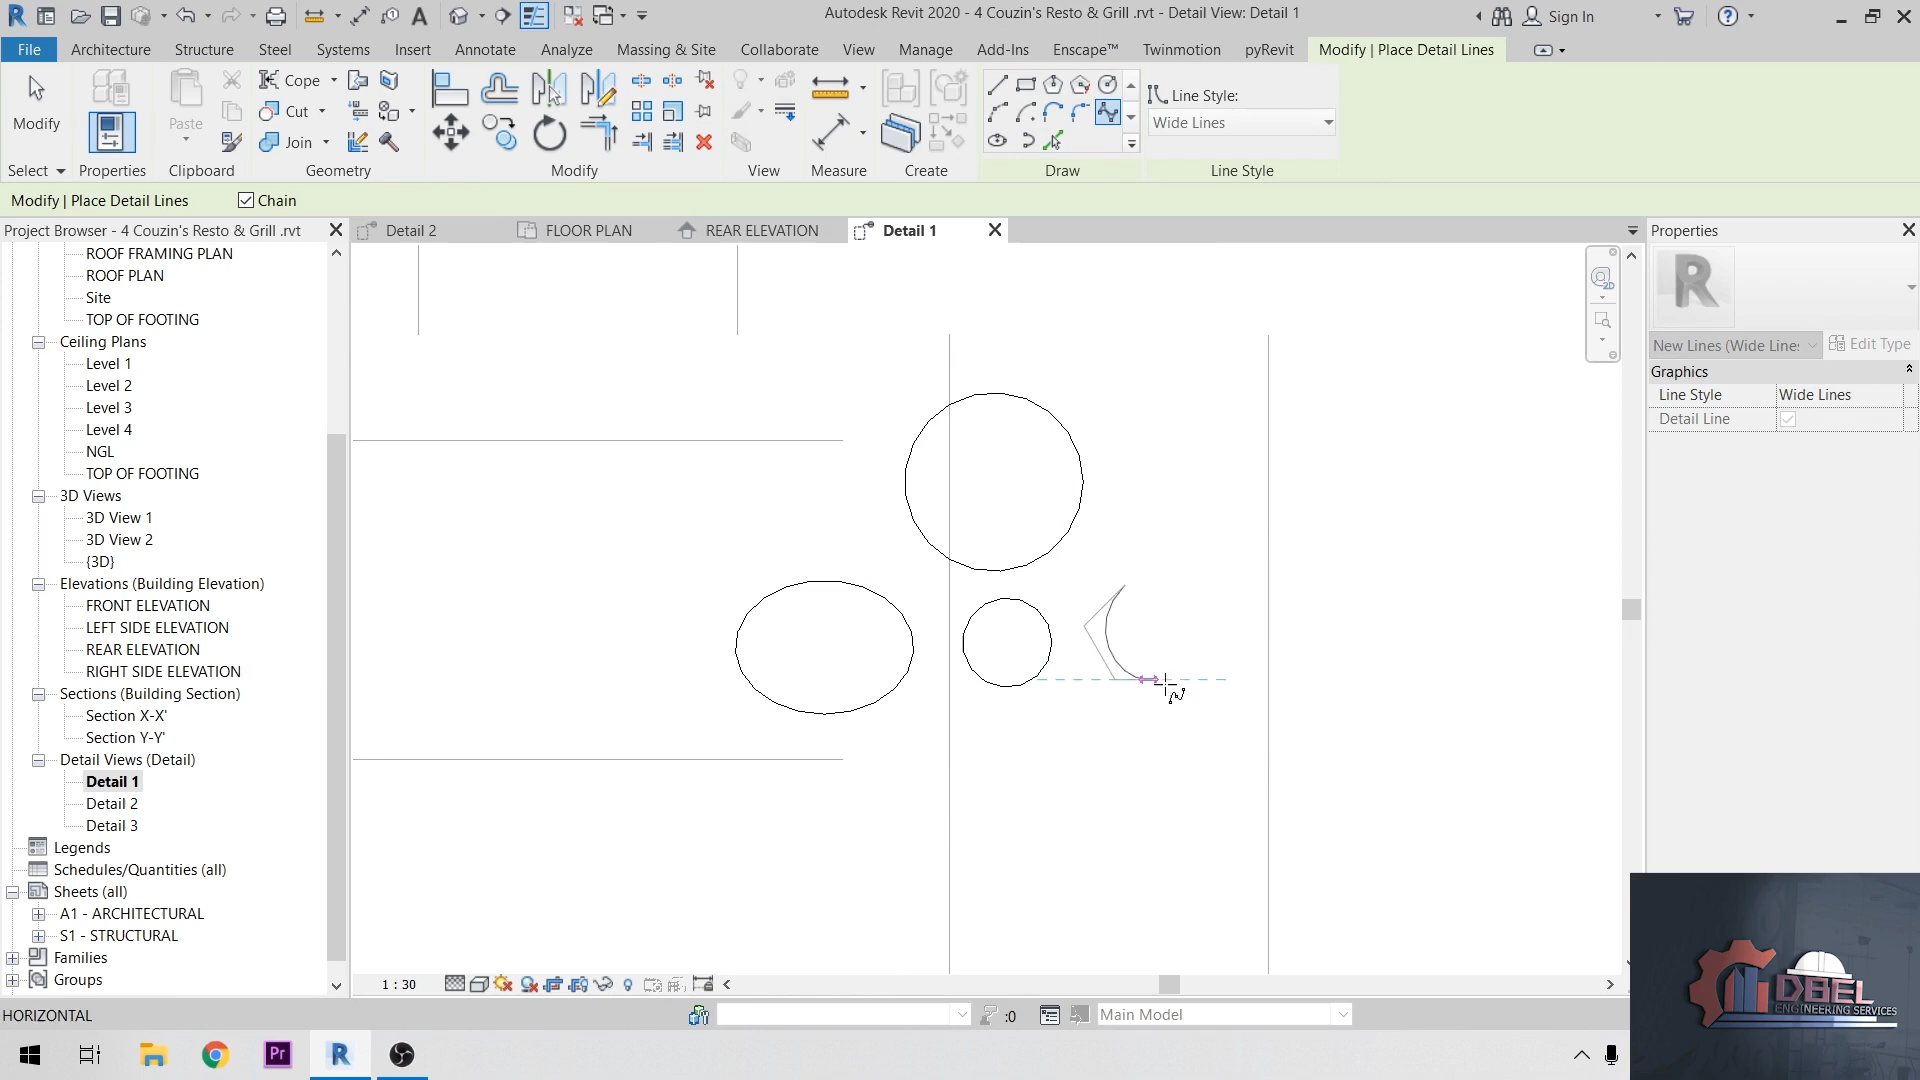 Autodesk Revit 2020 - 4 Couzin's Resto & Grill .rvt - Detail View: Detail 1
Sign In
File
Architecture
Structure
Steel
Systems
Insert
Annotate
Analyze
Massing & Site
Collaborate
View
Manage
Add-Ins
Enscape™
Twinmotion
pyRevit
Modify | Place Detail Lines
Modify
Paste
Cope
Cut
Join
Line Style:
Wide Lines
Select
Properties
Clipboard
Geometry
Modify
View
Measure
Create
Draw
Line Style
Modify | Place Detail Lines
Chain
Project Browser - 4 Couzin's Resto & Grill .rvt
Detail 2
FLOOR PLAN
REAR ELEVATION
Detail 1
Properties
ROOF FRAMING PLAN
ROOF PLAN
Site
TOP OF FOOTING
Ceiling Plans
Level 1
Level 2
Level 3
Level 4
NGL
TOP OF FOOTING
3D Views
3D View 1
3D View 2
{3D}
Elevations (Building Elevation)
FRONT ELEVATION
LEFT SIDE ELEVATION
REAR ELEVATION
RIGHT SIDE ELEVATION
Sections (Building Section)
Section X-X'
Section Y-Y'
Detail Views (Detail)
Detail 1
Detail 2
Detail 3
Legends
Schedules/Quantities (all)
Sheets (all)
A1 - ARCHITECTURAL
S1 - STRUCTURAL
Families
Groups
2D
R
New Lines (Wide Line:
Edit Type
Graphics
Line Style
Wide Lines
Detail Line
1 : 30
HORIZONTAL
:0
Main Model
Pr
R
DBEL
ENGINEERING SERVICES